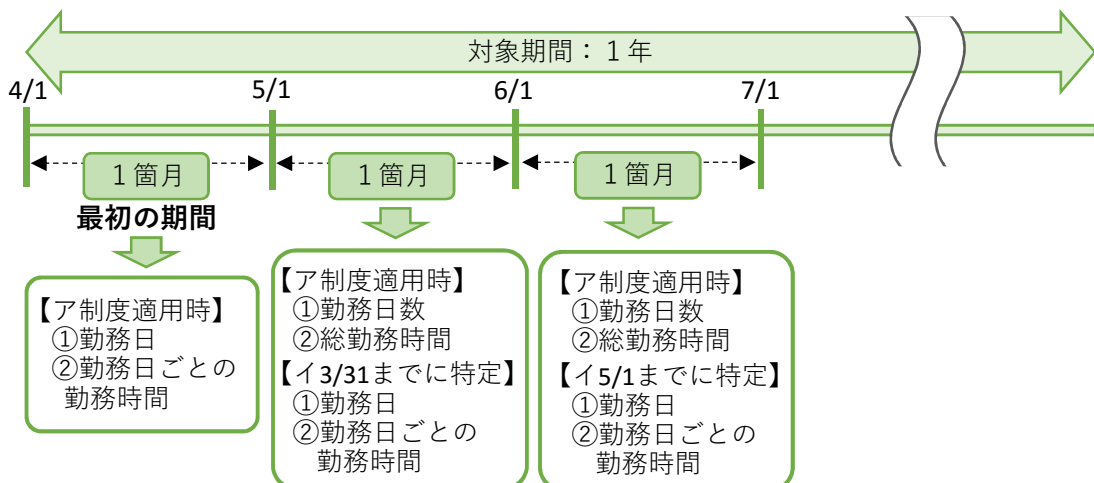 対象期間：１年
4/1
5/1
6/1
7/1
１箇月
１箇月
１箇月
最初の期間
【ア制度適用時】
①勤務日
②勤務日ごとの
勤務時間
【ア制度適用時】
①勤務日数
②総勤務時間
【イ3/31までに特定】
①勤務日
②勤務日ごとの
勤務時間
【ア制度適用時】
①勤務日数
②総勤務時間
【イ5/1までに特定】
①勤務日
②勤務日ごとの
勤務時間